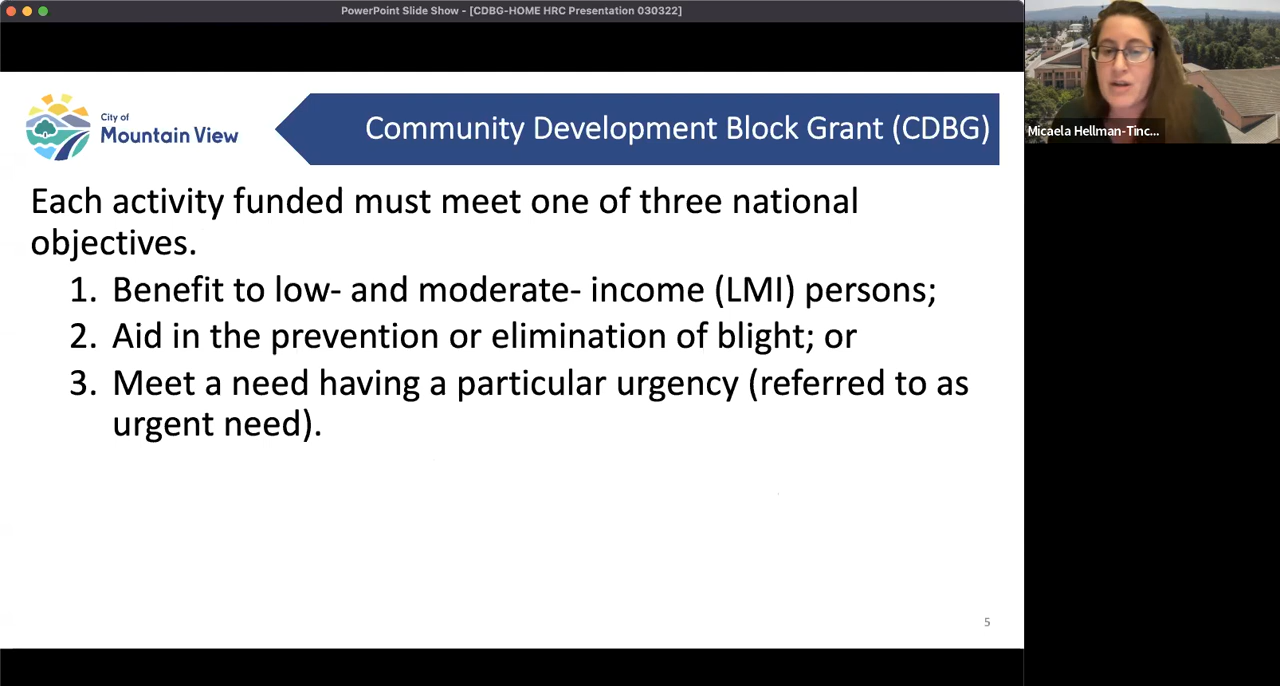 PowerPoint Slide Show - [CDBG-HOME HRC Presentation 030322]
City of
Mountain View
Community Development Block Grant (CDBG)
Each activity funded must meet one of three national
objectives.
1. Benefit to low- and moderate- income (LMI) persons;
2. Aid in the prevention or elimination of blight; or
3. Meet a need having a particular urgency (referred to as
urgent need).
5
Micaela Hellman-Tinc...